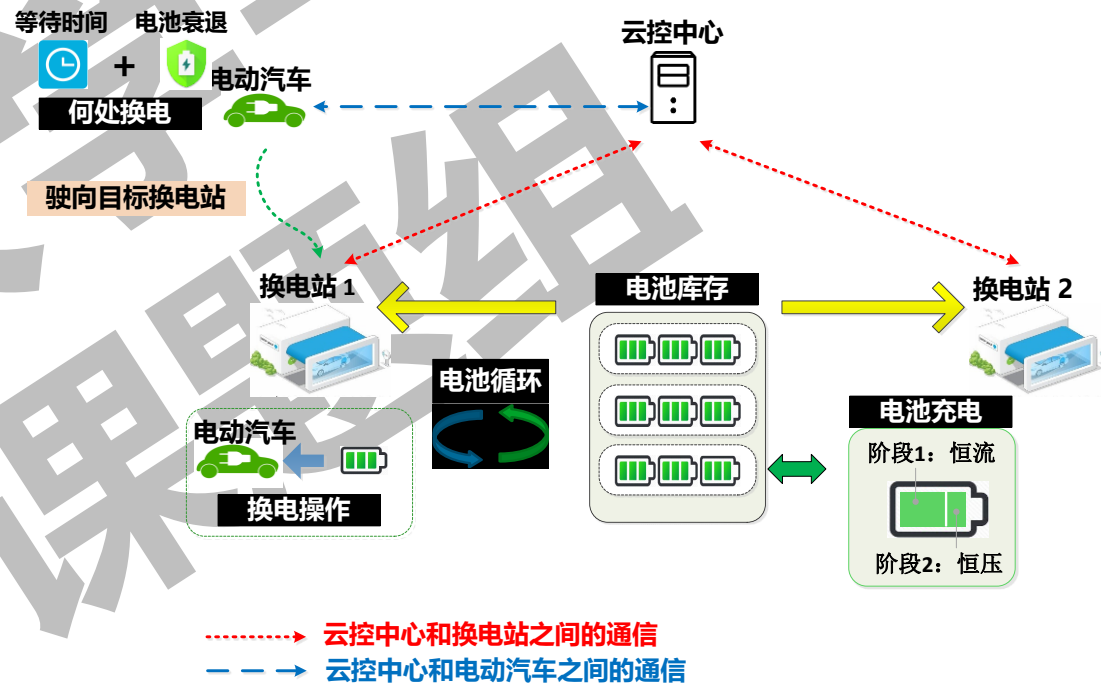 等待时间 电池衰退
+
何处换电
电动汽车
云控中心
驶向目标换电站
换电站 1
电池库存
换电站 2
电池循环
电池充电
阶段1：恒流
阶段2：恒压
电动汽车
换电操作
云控中心和换电站之间的通信
云控中心和电动汽车之间的通信
课题组